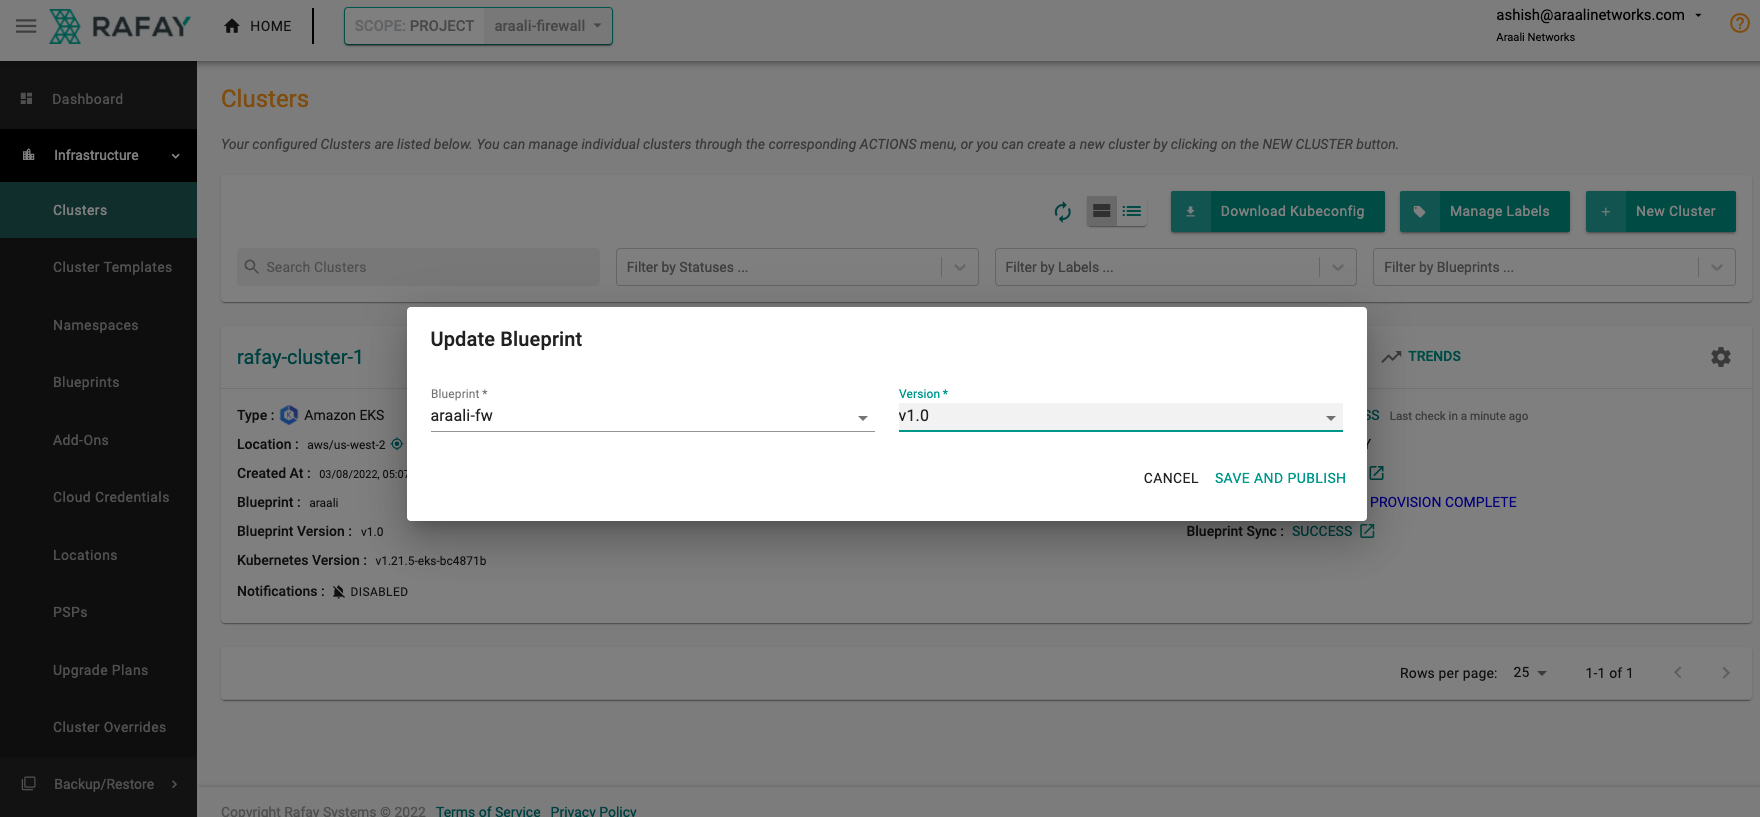 RAFAY
HOME
SCOPE: PROJECT araali-firewall
ashish@araalinetworks.com
Araali Networks
Dashboard
Infrastructure
Clusters
Cluster Templates
Namespaces
Blueprints
Add-Ons
Cloud Credentials
Locations
PSPs
Upgrade Plans
Cluster Overrides
Backup/Restore
Clusters
Your configured Clusters are listed below. You can manage individual clusters through the corresponding ACTIONS menu, or you can create a new cluster by clicking on the NEW CLUSTER button.
Download Kubeconfig
Manage Labels
+ New Cluster
Search Clusters
Filter by Statuses ...
Filter by Labels ...
Filter by Blueprints ...
rafay-cluster-1
TRENDS
Type : Amazon EKS
Location : aws/us-west-2
Created At : 03/08/2022, 05:07
Blueprint : araali
Blueprint Version : v1.0
Kubernetes Version : v1.21.5-eks-bc4871b
Notifications : DISABLED
SS Last check in a minute ago
Y
PROVISION COMPLETE
Blueprint Sync : SUCCESS
Update Blueprint
Blueprint *
araali-fw
Version *
v1.0
CANCEL SAVE AND PUBLISH
Rows per page: 25 1-1 of 1
Copyright Rafay Systems © 2022 Terms of Service Privacy Policy